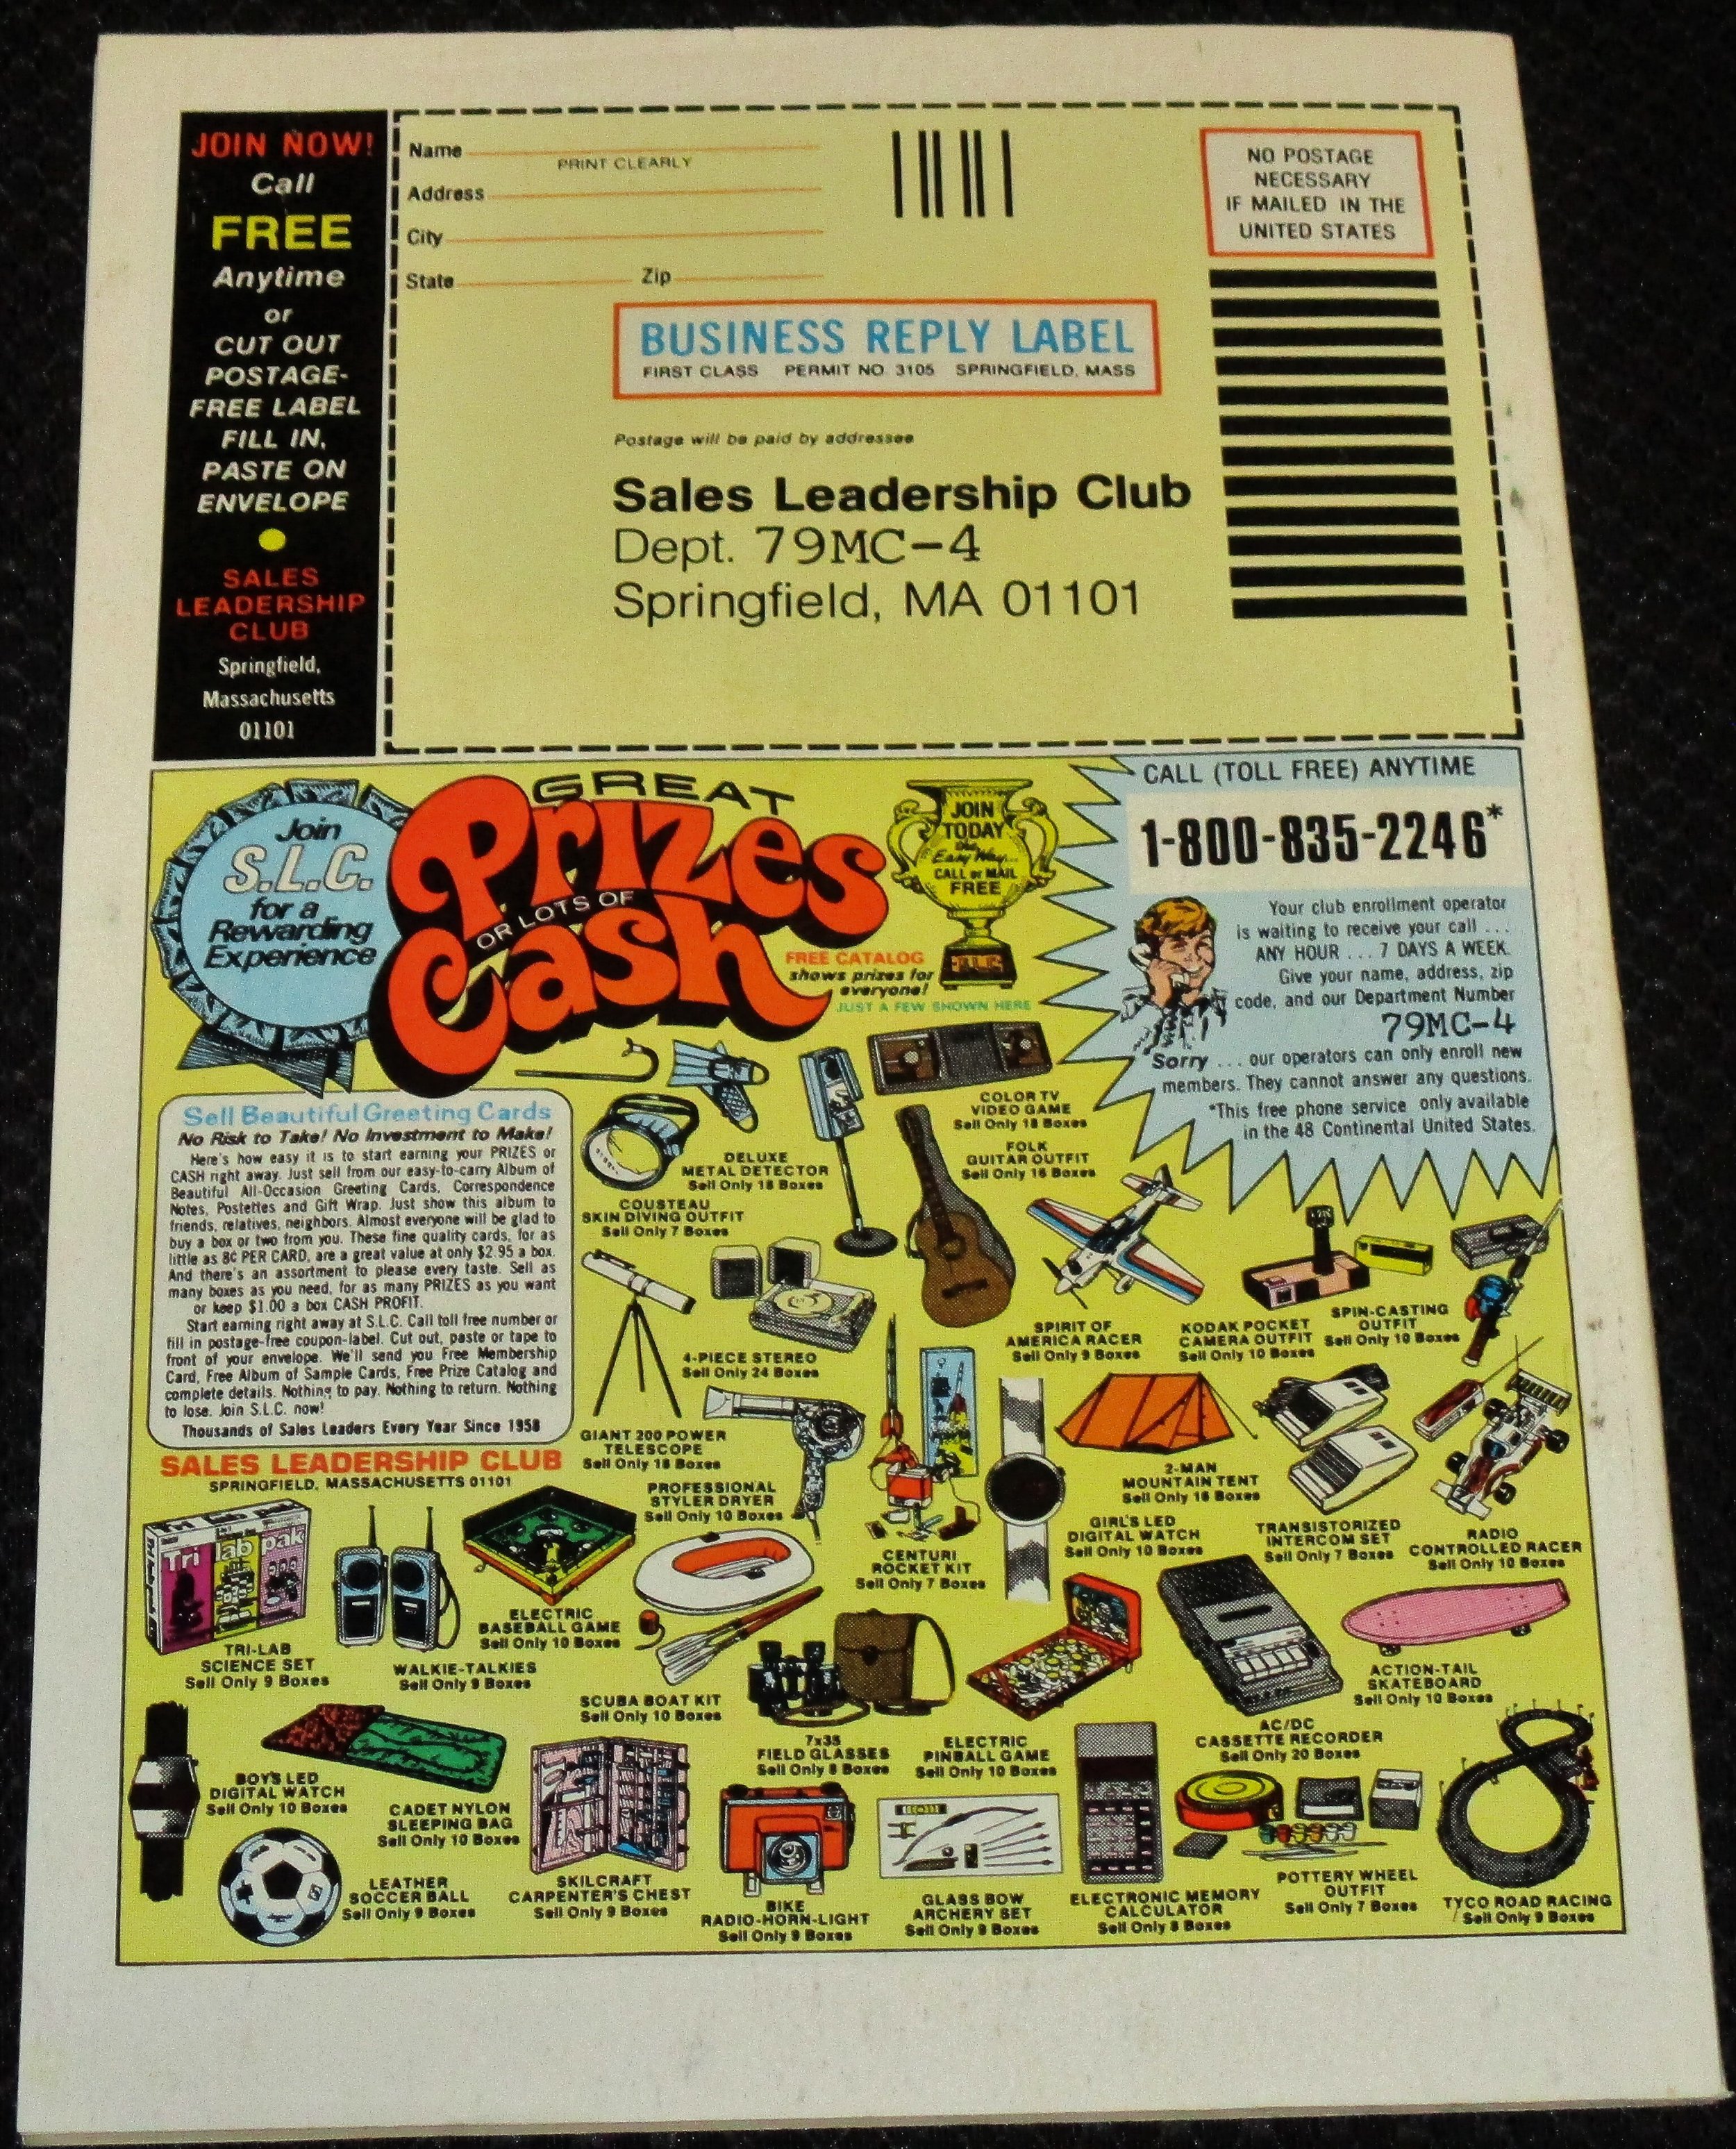 JOIN NOW!
Call
FREE
Anytime
or
CUT OUT
POSTAGE-
FREE LABEL
FILL IN,
PASTE ON
ENVELOPE
SALES
LEADERSHIP
CLUB
Springfield,
Massachusetts
01101
Name
PRINT CLEARLY
Address
City
State Zip
NO POSTAGE
NECESSARY
IF MAILED IN THE
UNITED STATES
BUSINESS REPLY LABEL
FIRST CLASS PERMIT NO. 3105 SPRINGFIELD, MASS
Postage will be paid by addressee
Sales Leadership Club
Dept. 79MC-4
Springfield, MA 01101
Join
S.L.C.
for a
Rewarding
Experience
GREAT
Prizes
OR LOTS OF
Cash
JOIN
TODAY
the
Easy Way...
CALL or MAIL
FREE
FREE CATALOG
shows prizes for
everyone!
JUST A FEW SHOWN HERE
CALL (TOLL FREE) ANYTIME
1-800-835-2246*
Your club enrollment operator
is waiting to receive your call ...
ANY HOUR ... 7 DAYS A WEEK.
Give your name, address, zip
code, and our Department Number
79MC-4
Sorry ... our operators can only enroll new
members. They cannot answer any questions.
*This free phone service only available
in the 48 Continental United States.
Sell Beautiful Greeting Cards
No Risk to Take! No Investment to Make!
Here's how easy it is to start earning your PRIZES or
CASH right away. Just sell from our easy-to-carry Album of
Beautiful All-Occasion Greeting Cards, Correspondence
Notes, Postettes and Gift Wrap. Just show this album to
friends, relatives, neighbors. Almost everyone will be glad to
buy a box or two from you. These fine quality cards, for as
little as 8¢ PER CARD, are a great value at only $2.95 a box.
And there's an assortment to please every taste. Sell as
many boxes as you need, for as many PRIZES as you want
or keep $1.00 a box CASH PROFIT.
Start earning right away at S.L.C. Call toll free number or
fill in postage-free coupon-label. Cut out, paste or tape to
front of your envelope. We'll send you Free Membership
Card, Free Album of Sample Cards, Free Prize Catalog and
complete details. Nothing to pay. Nothing to return. Nothing
to lose. Join S.L.C. now!
Thousands of Sales Leaders Every Year Since 1958
SALES LEADERSHIP CLUB
SPRINGFIELD, MASSACHUSETTS 01101
COLOR TV
VIDEO GAME
Sell Only 18 Boxes
DELUXE
METAL DETECTOR
Sell Only 18 Boxes
FOLK
GUITAR OUTFIT
Sell Only 16 Boxes
COUSTEAU
SKIN DIVING OUTFIT
Sell Only 7 Boxes
SPIRIT OF
AMERICA RACER
Sell Only 9 Boxes
KODAK POCKET
CAMERA OUTFIT
Sell Only 10 Boxes
SPIN-CASTING
OUTFIT
Sell Only 10 Boxes
4-PIECE STEREO
Sell Only 24 Boxes
GIANT 200 POWER
TELESCOPE
Sell Only 18 Boxes
PROFESSIONAL
STYLER DRYER
Sell Only 10 Boxes
CENTURI
ROCKET KIT
Sell Only 7 Boxes
GIRL'S LED
DIGITAL WATCH
Sell Only 10 Boxes
2-MAN
MOUNTAIN TENT
Sell Only 16 Boxes
TRANSISTORIZED
INTERCOM SET
Sell Only 7 Boxes
RADIO
CONTROLLED RACER
Sell Only 10 Boxes
Tri lab pak
Tri lab pak
TRI-LAB
SCIENCE SET
Sell Only 9 Boxes
WALKIE-TALKIES
Sell Only 9 Boxes
ELECTRIC
BASEBALL GAME
Sell Only 10 Boxes
SCUBA BOAT KIT
Sell Only 10 Boxes
7x35
FIELD GLASSES
Sell Only 8 Boxes
ELECTRIC
PINBALL GAME
Sell Only 10 Boxes
AC/DC
CASSETTE RECORDER
Sell Only 20 Boxes
ACTION-TAIL
SKATEBOARD
Sell Only 10 Boxes
BOY'S LED
DIGITAL WATCH
Sell Only 10 Boxes
CADET NYLON
SLEEPING BAG
Sell Only 10 Boxes
LEATHER
SOCCER BALL
Sell Only 9 Boxes
SKILCRAFT
CARPENTER'S CHEST
Sell Only 9 Boxes
BIKE
RADIO-HORN-LIGHT
Sell Only 9 Boxes
GLASS BOW
ARCHERY SET
Sell Only 9 Boxes
ELECTRONIC MEMORY
CALCULATOR
Sell Only 8 Boxes
POTTERY WHEEL
OUTFIT
Sell Only 7 Boxes
TYCO ROAD RACING
Sell Only 9 Boxes